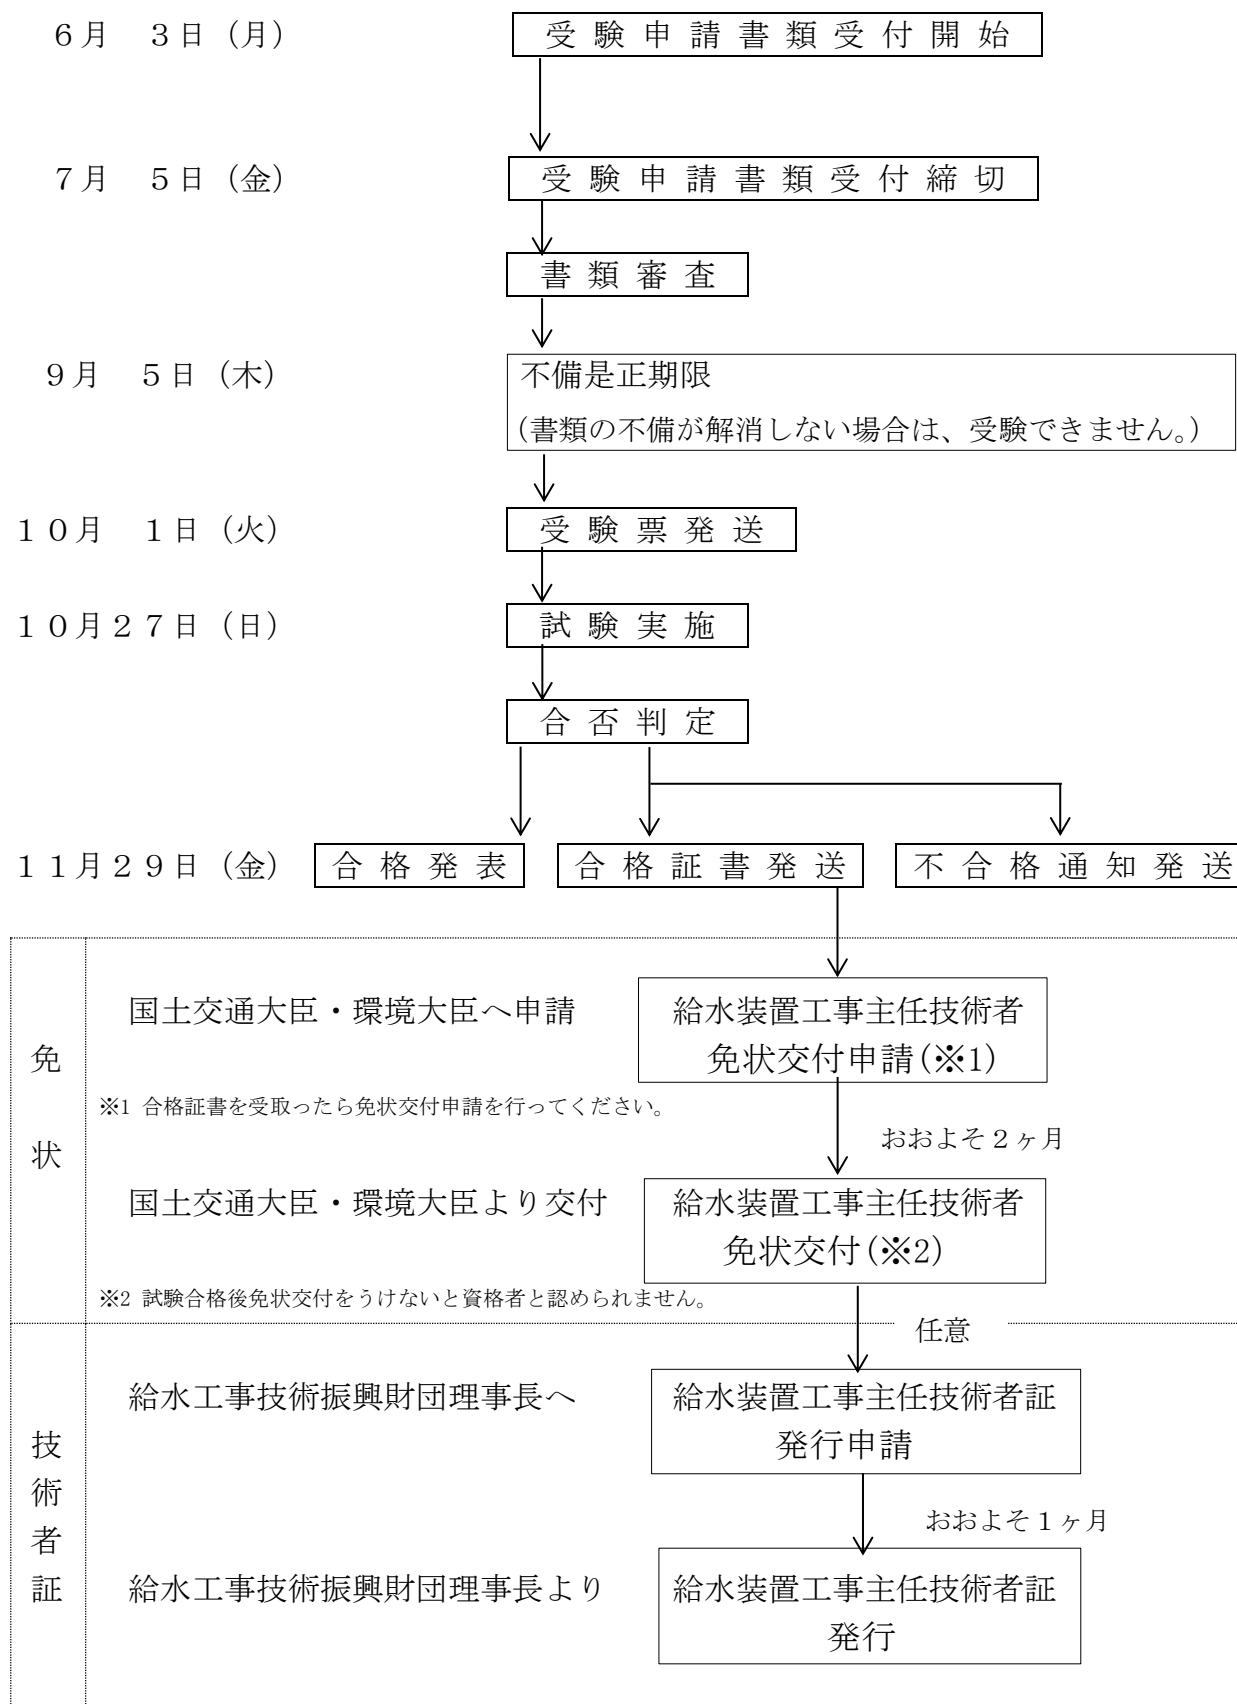 ６月　３日（月）　受験申請書類受付開始
７月　５日（金）　受験申請書類受付締切
書類審査
９月　５日（木）　不備是正期限
（書類の不備が解消しない場合は、受験できません。）
１０月　１日（火）　受験票発送
１０月２７日（日）　試験実施
合否判定
１１月２９日（金）　合格発表　合格証書発送　不合格通知発送
免状
国土交通大臣・環境大臣へ申請　給水装置工事主任技術者
免状交付申請(※1)
※1 合格証書を受取ったら免状交付申請を行ってください。
おおよそ２ヶ月
国土交通大臣・環境大臣より交付　給水装置工事主任技術者
免状交付(※2)
※2 試験合格後免状交付をうけないと資格者と認められません。
任意
技術者証
給水工事技術振興財団理事長へ　給水装置工事主任技術者証
発行申請
おおよそ１ヶ月
給水工事技術振興財団理事長より　給水装置工事主任技術者証
発行